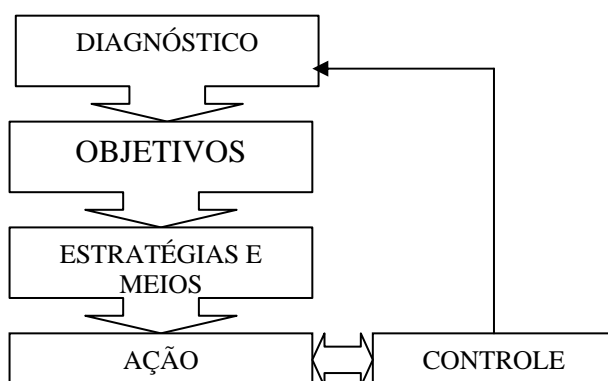 DIAGNÓSTICO
OBJETIVOS
ESTRATÉGIAS E
MEIOS
AÇÃO
CONTROLE